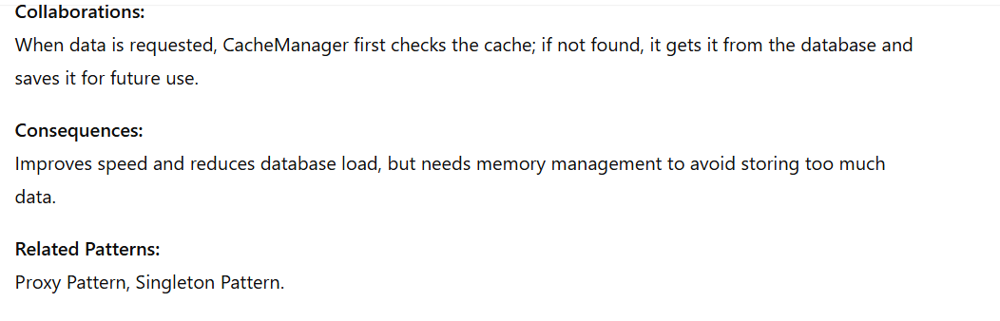 Collaborations:
When data is requested, CacheManager first checks the cache; if not found, it gets it from the database and
saves it for future use.
Consequences:
Improves speed and reduces database load, but needs memory management to avoid storing too much
data.
Related Patterns:
Proxy Pattern, Singleton Pattern.